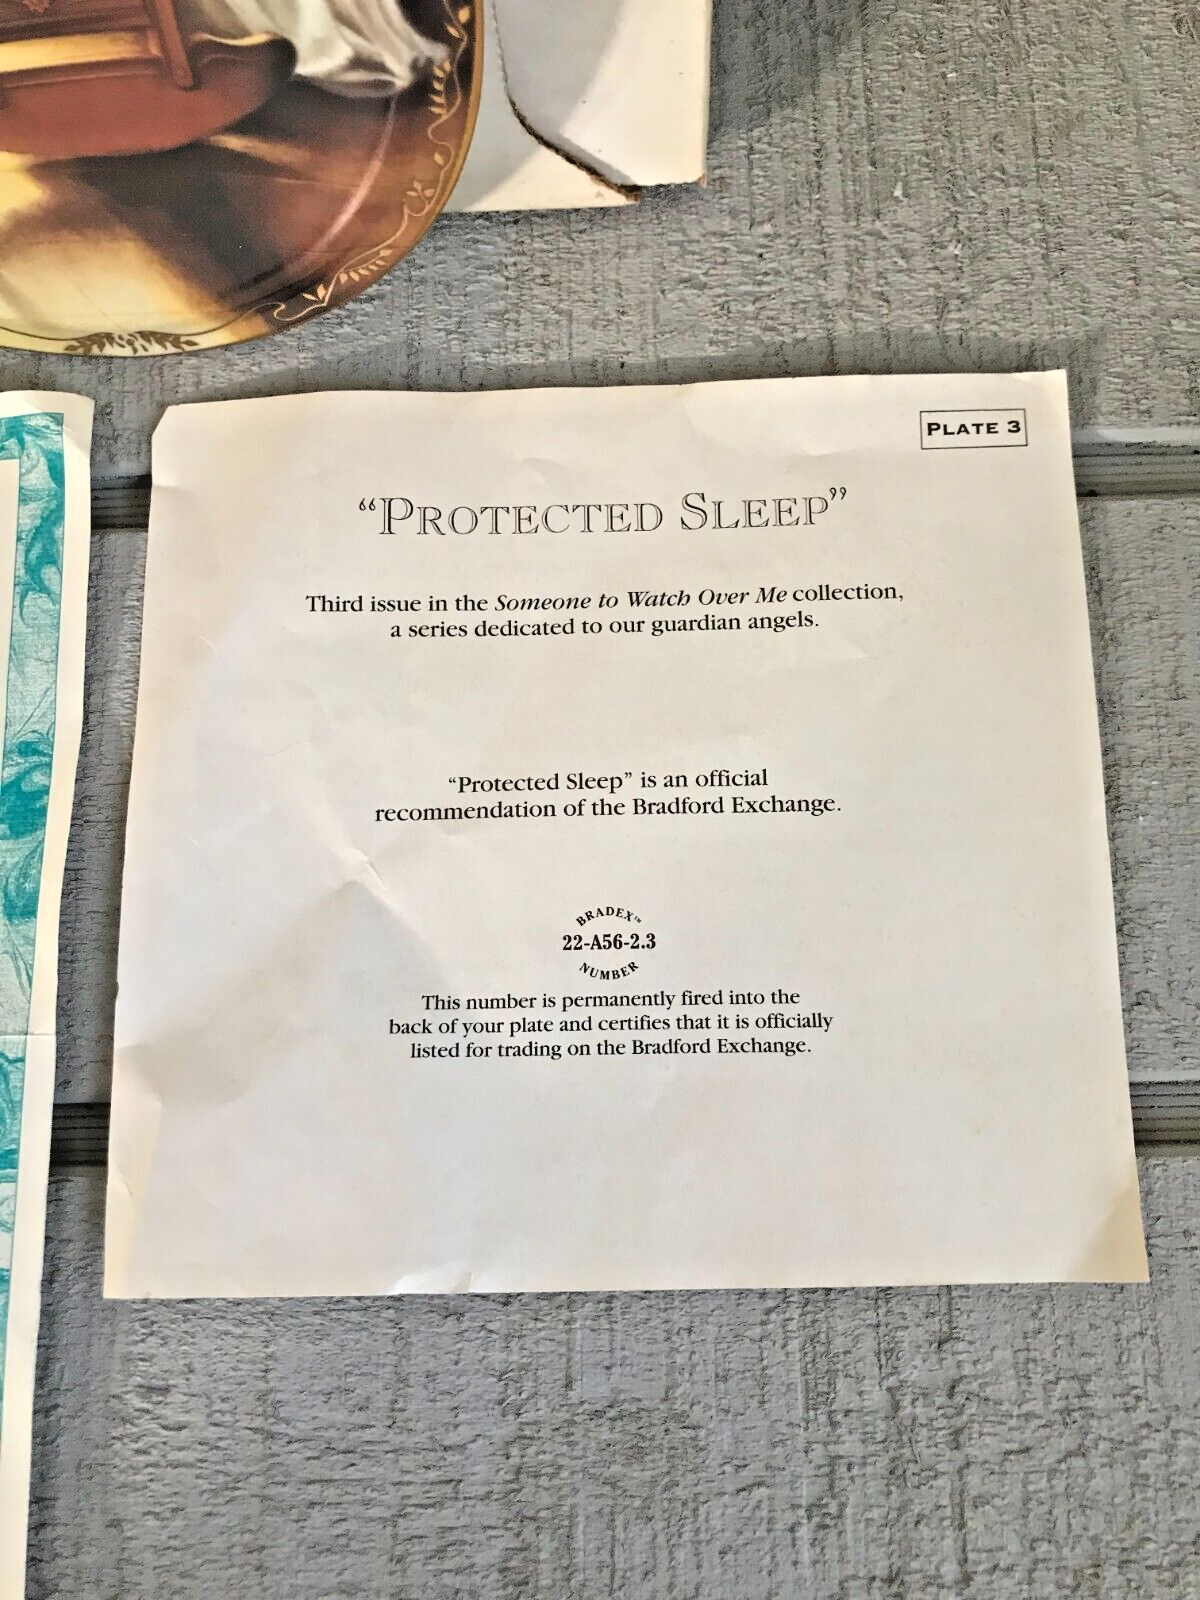 PLATE 3
“PROTECTED SLEEP”
Third issue in the Someone to Watch Over Me collection,
a series dedicated to our guardian angels.
“Protected Sleep” is an official
recommendation of the Bradford Exchange.
BRADEX™
22-A56-2.3
NUMBER
This number is permanently fired into the
back of your plate and certifies that it is officially
listed for trading on the Bradford Exchange.